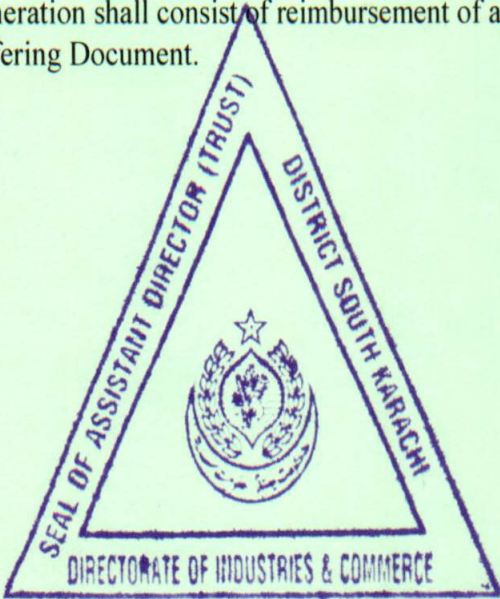 neration shall consist of reimbursement of a
fering Document.
SEAL OF ASSISTANT DIRECTOR (TRUST)
DISTRICT SOUTH KARACHI
DIRECTORATE OF INDUSTRIES & COMMERCE